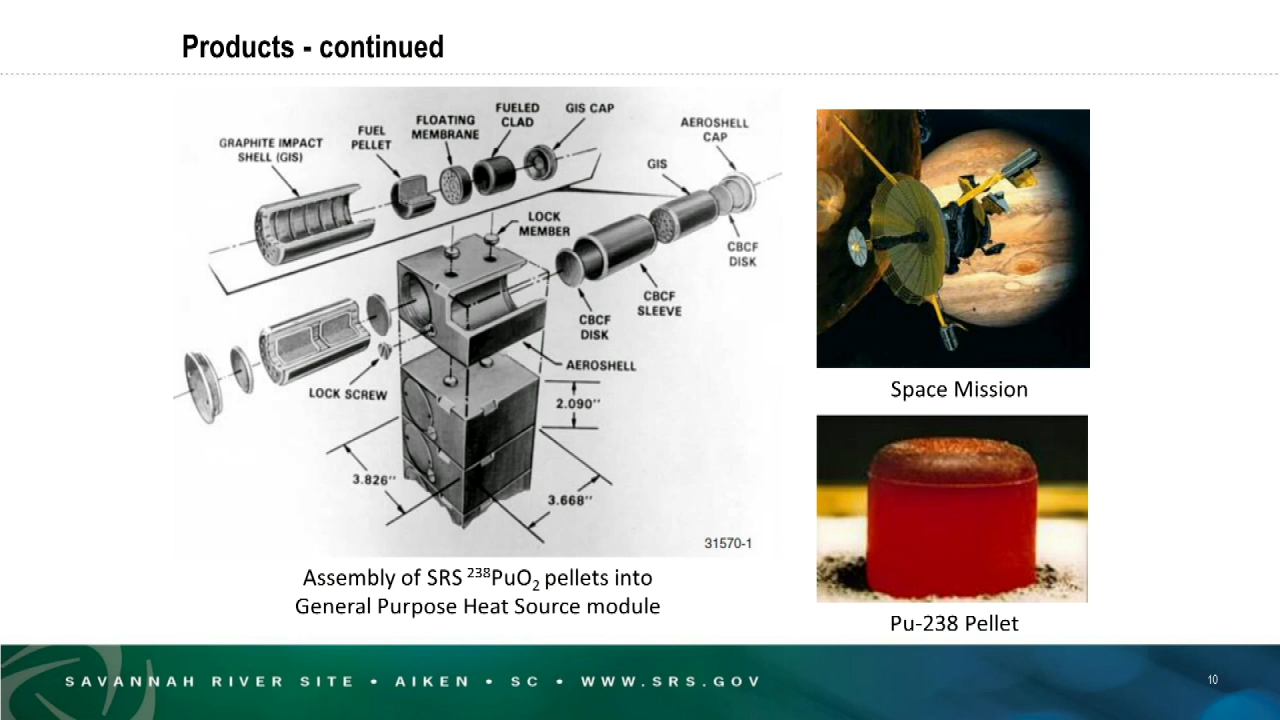 Products - continued
GRAPHITE IMPACT
SHELL (GIS)
FUEL
PELLET
FLOATING
MEMBRANE
FUELED
CLAD
GIS CAP
AEROSHELL
CAP
GIS
LOCK
MEMBER
CBCF
DISK
CBCF
SLEEVE
CBCF
DISK
AEROSHELL
LOCK SCREW
2.090"
3.826"
3.668"
31570-1
Assembly of SRS ²³⁸PuO₂ pellets into
General Purpose Heat Source module
Space Mission
Pu-238 Pellet
SAVANNAH RIVER SITE • AIKEN • SC • WWW.SRS.GOV
10